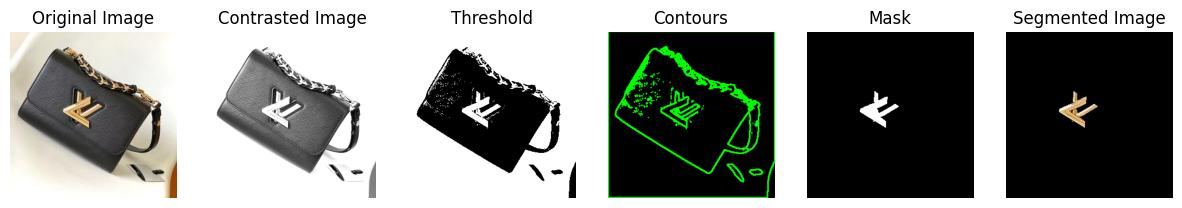 Original Image
Contrasted Image
Threshold
Contours
Mask
Segmented Image